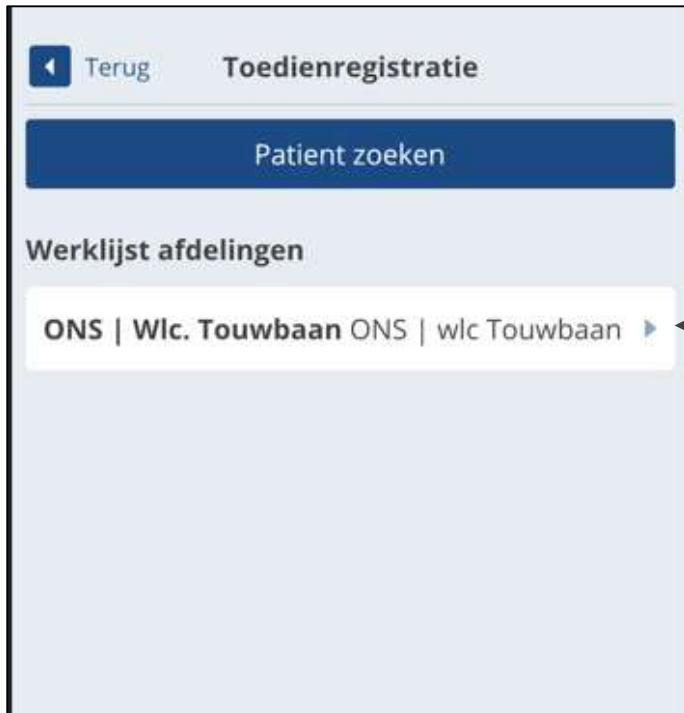 Terug Toedienregistratie
Patient zoeken
Werklijst afdelingen
ONS | Wlc. Touwbaan ONS | wlc Touwbaan